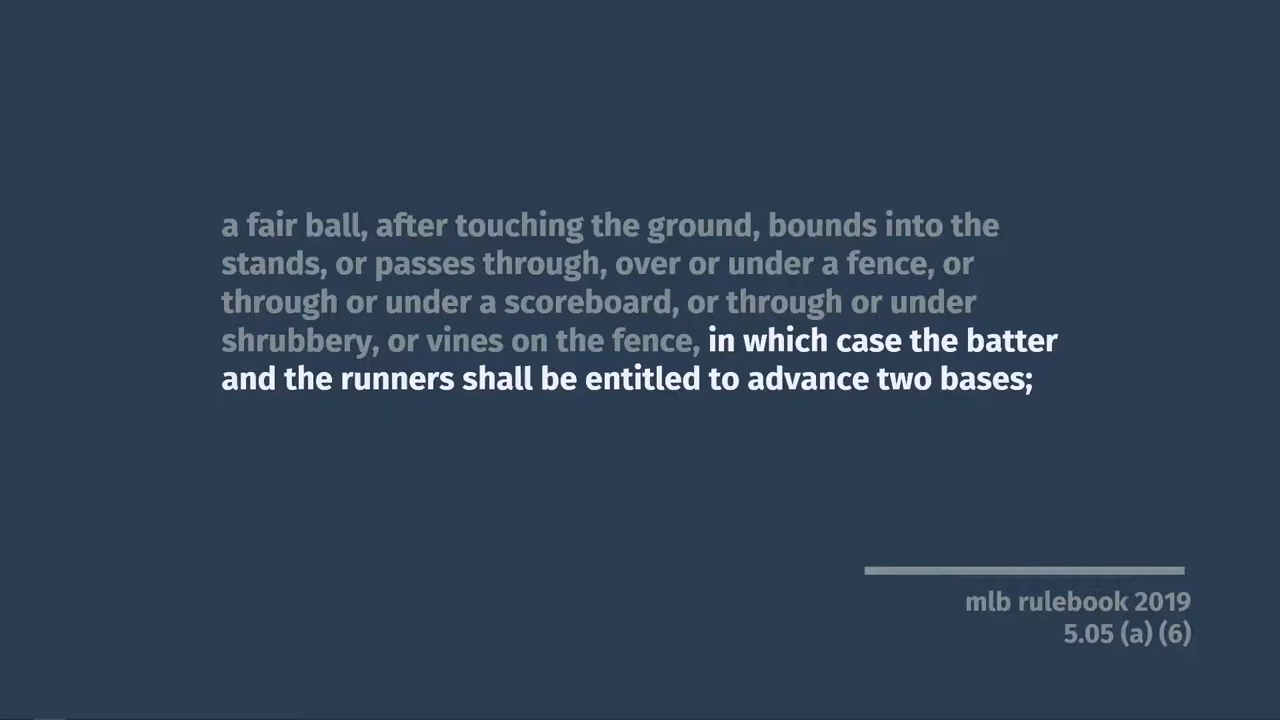 a fair ball, after touching the ground, bounds into the
stands, or passes through, over or under a fence, or
through or under a scoreboard, or through or under
shrubbery, or vines on the fence, in which case the batter
and the runners shall be entitled to advance two bases;
mlb rulebook 2019
5.05 (a) (6)